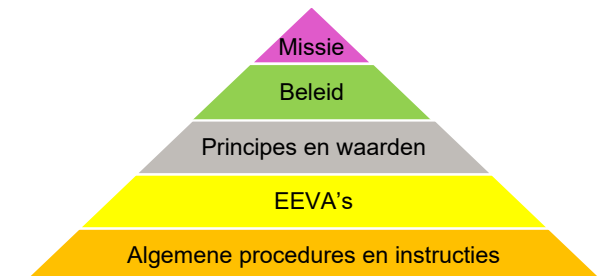 Missie
Beleid
Principes en waarden
EEVA's
Algemene procedures en instructies